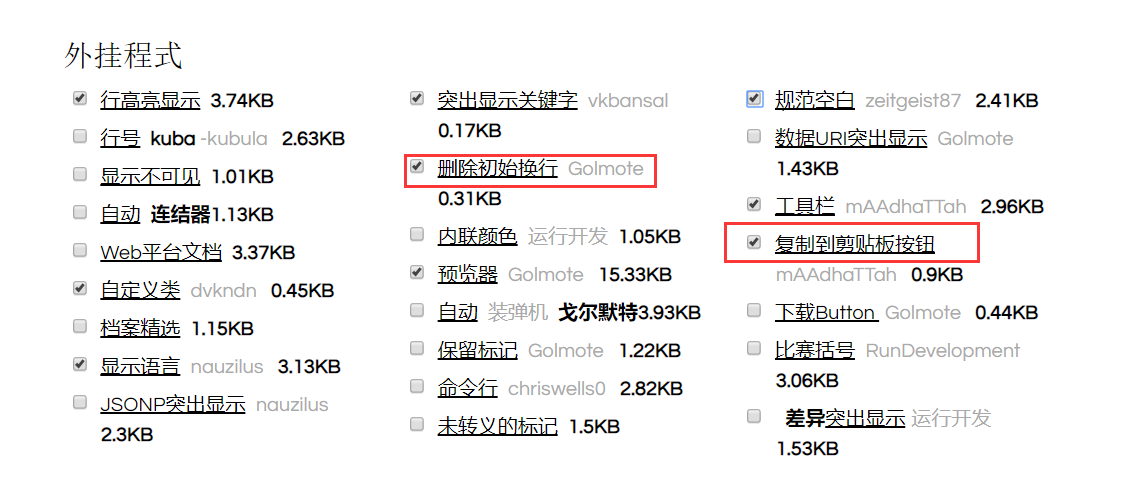 外挂程式
行高亮显示 3.74KB
行号 kuba -kubula 2.63KB
显示不可见 1.01KB
自动 连结器1.13KB
Web平台文档 3.37KB
自定义类 dvkndn 0.45KB
档案精选 1.15KB
显示语言 nauzilus 3.13KB
JSONP突出显示 nauzilus
2.3KB
突出显示关键字 vkbansal
0.17KB
删除初始换行 Golmote
0.31KB
内联颜色 运行开发 1.05KB
预览器 Golmote 15.33KB
自动 装弹机 戈尔默特3.93KB
保留标记 Golmote 1.22KB
命令行 chriswells0 2.82KB
未转义的标记 1.5KB
规范空白 zeitgeist87 2.41KB
数据URI突出显示 Golmote
1.43KB
工具栏 mAAdhaTTah 2.96KB
复制到剪贴板按钮
mAAdhaTTah 0.9KB
下载Button Golmote 0.44KB
比赛括号 RunDevelopment
3.06KB
差异突出显示 运行开发
1.53KB